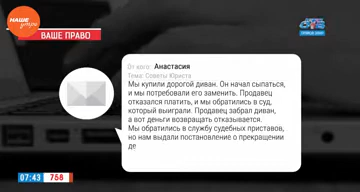 НАШЕ
утро
ВАШЕ ПРАВО
От кого: Анастасия
Тема: Советы Юриста
Мы купили дорогой диван. Он начал сыпаться,
и мы потребовали его заменить. Продавец
отказался платить, и мы обратились в суд,
который выиграли. Продавец забрал диван,
а вот деньги возвращать отказывается.
Мы обратились в службу судебных приставов,
но нам выдали постановление о прекращении
де
07:43 758